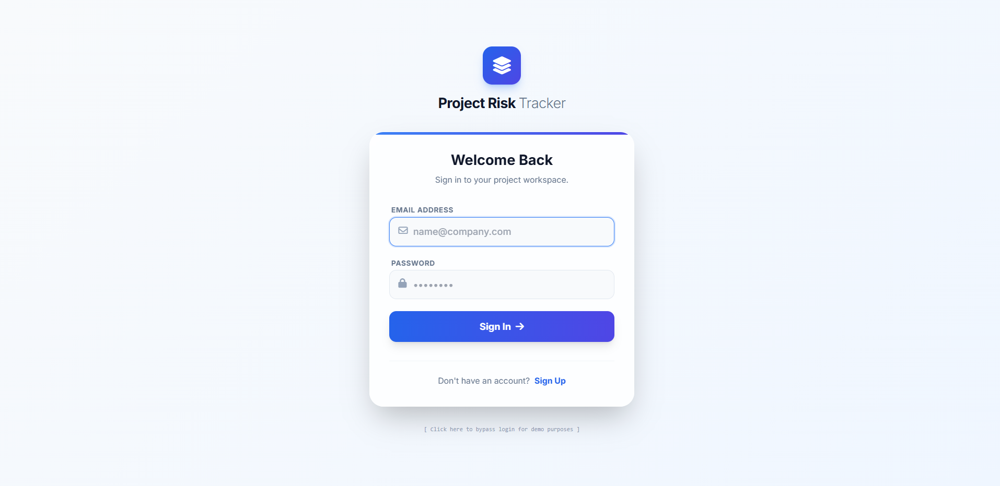 Project Risk Tracker
Welcome Back
Sign in to your project workspace.
EMAIL ADDRESS
name@company.com
PASSWORD
••••••••
Sign In →
Don't have an account? Sign Up
[ Click here to bypass login for demo purposes ]